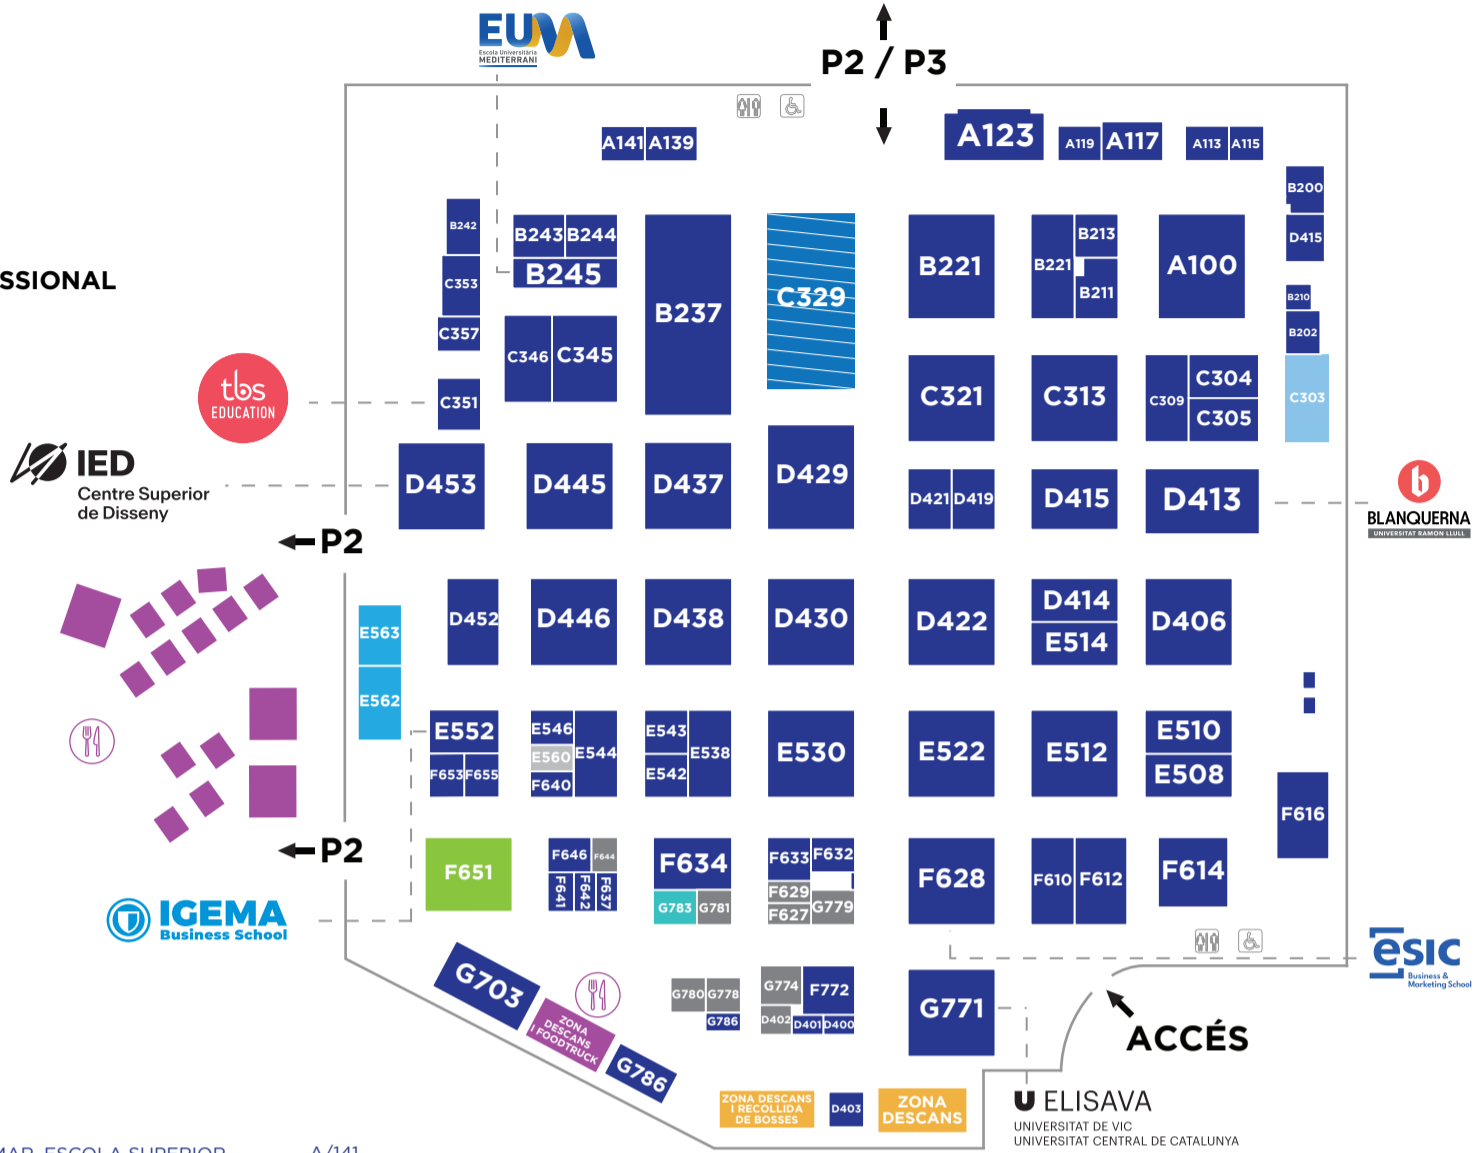 EUM
Escola Universitària
MEDITERRANI
P2 / P3
A141 A139
A123
A119 A117
A113 A115
B200
B242
B243 B244
B245
B237
C329
B221
B221
B213
B211
A100
D415
SSIONAL
C353
C357
B210
B202
C346 C345
C321
C313
C309
C304
C305
C303
tbs
EDUCATION
C351
IED
Centre Superior
de Disseny
D453
D445
D437
D429
D421 D419
D415
D413
b
BLANQUERNA
UNIVERSITAT RAMON LLULL
P2
E563
E562
D452
D446
D438
D430
D422
D414
E514
D406
E552
F653 F655
E546
E560
F640
E544
E543
E542
E538
E530
E522
E512
E510
E508
F616
P2
F651
F646 F644
F641 F642 F637
F634
G783 G781
F633 F632
F629
F627
G779
F628
F610 F612
F614
IGEMA
Business School
esic
Business &
Marketing School
G703
ZONA
DESCANS
I FOODTRUCK
G786
G780 G778
G786
G774
F772
D402 D401 D400
G771
ACCÉS
ZONA DESCANS
I RECOLLIDA
DE BOSSES
D403
ZONA
DESCANS
ELISAVA
UNIVERSITAT DE VIC
UNIVERSITAT CENTRAL DE CATALUNYA
MAR, ESCOLA SUPERIOR A/141